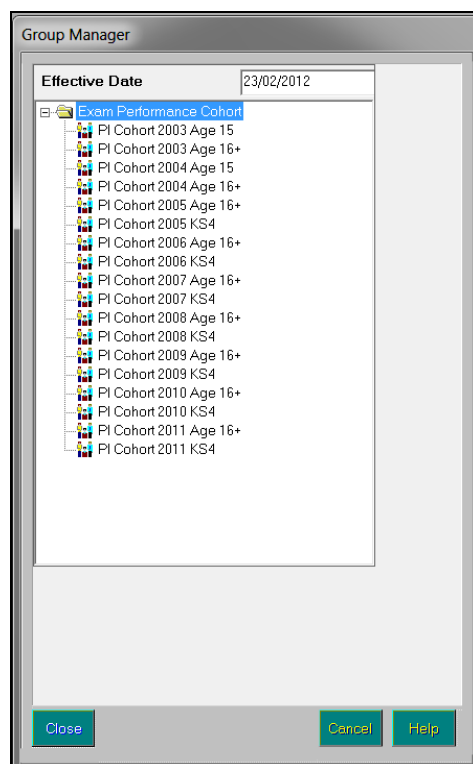 Group Manager
Effective Date 23/02/2012
Exam Performance Cohort
PI Cohort 2003 Age 15
PI Cohort 2003 Age 16+
PI Cohort 2004 Age 15
PI Cohort 2004 Age 16+
PI Cohort 2005 Age 16+
PI Cohort 2005 KS4
PI Cohort 2006 Age 16+
PI Cohort 2006 KS4
PI Cohort 2007 Age 16+
PI Cohort 2007 KS4
PI Cohort 2008 Age 16+
PI Cohort 2008 KS4
PI Cohort 2009 Age 16+
PI Cohort 2009 KS4
PI Cohort 2010 Age 16+
PI Cohort 2010 KS4
PI Cohort 2011 Age 16+
PI Cohort 2011 KS4
Close Cancel Help